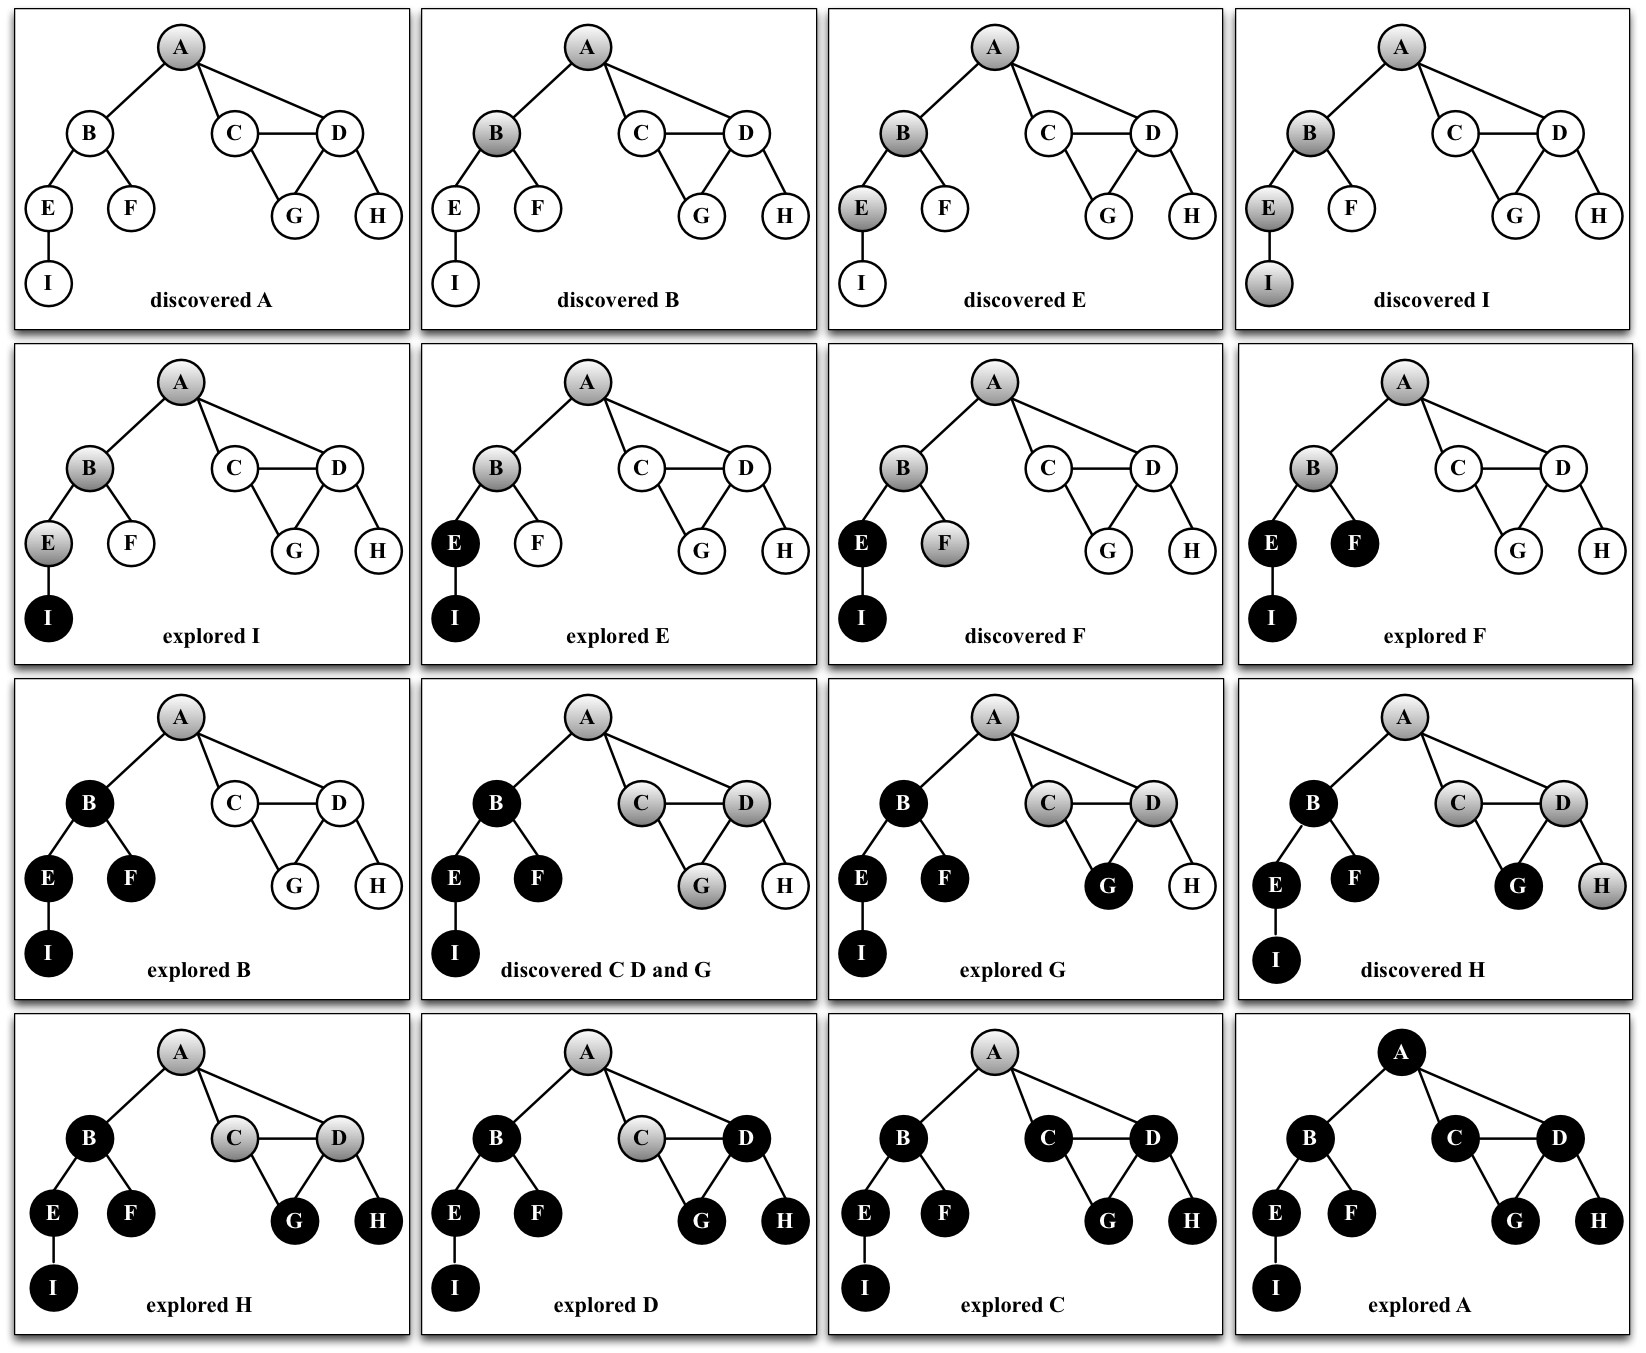 A
B C D
E F G H
I
discovered A
A
B C D
E F G H
I
discovered B
A
B C D
E F G H
I
discovered E
A
B C D
E F G H
I
discovered I
A
B C D
E F G H
I
explored I
A
B C D
E F G H
I
explored E
A
B C D
E F G H
I
discovered F
A
B C D
E F G H
I
explored F
A
B C D
E F G H
I
explored B
A
B C D
E F G H
I
discovered C D and G
A
B C D
E F G H
I
explored G
A
B C D
E F G H
I
discovered H
A
B C D
E F G H
I
explored H
A
B C D
E F G H
I
explored D
A
B C D
E F G H
I
explored C
A
B C D
E F G H
I
explored A